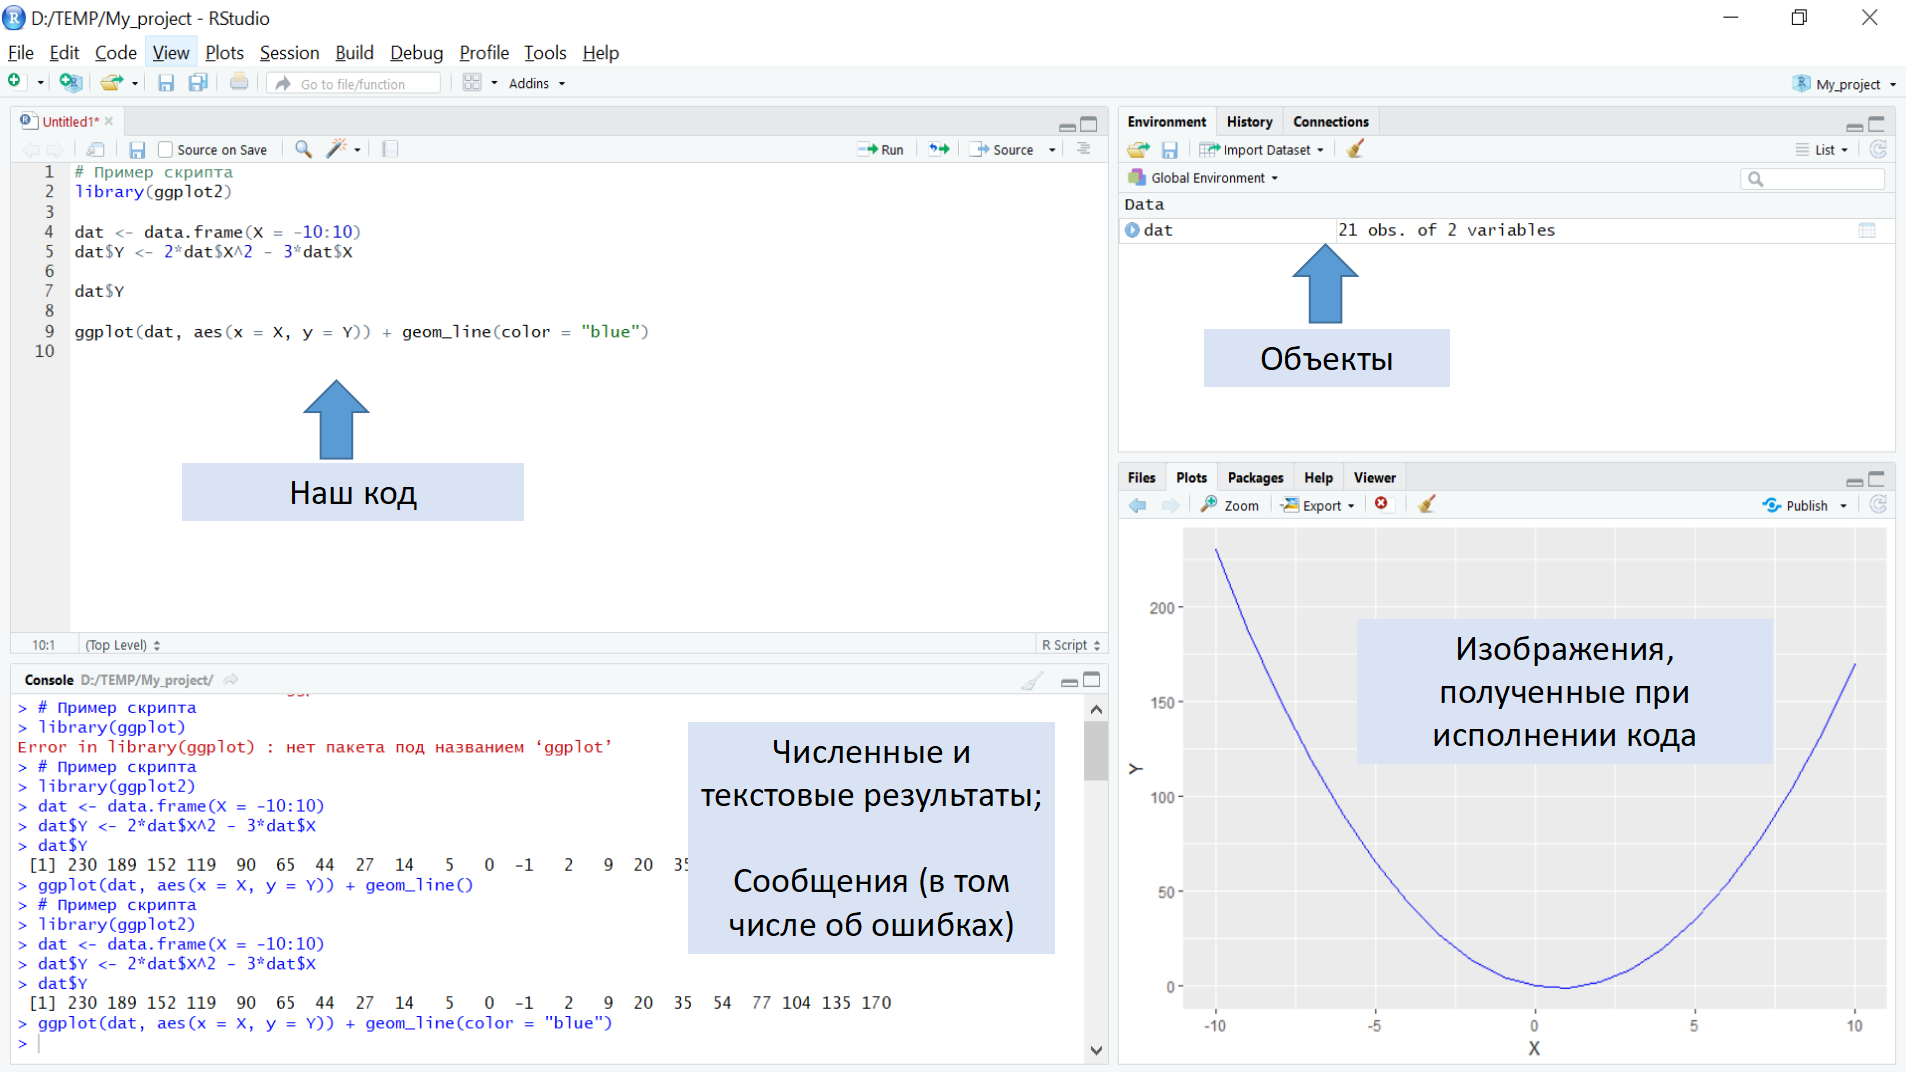 D:/TEMP/My_project - RStudio
File Edit Code View Plots Session Build Debug Profile Tools Help
Go to file/function Addins My_project
Untitled1*
Source on Save Run Source
1 # Пример скрипта
2 library(ggplot2)
3
4 dat <- data.frame(X = -10:10)
5 dat$Y <- 2*dat$X^2 - 3*dat$X
6
7 dat$Y
8
9 ggplot(dat, aes(x = X, y = Y)) + geom_line(color = "blue")
10
Наш код
10:1 (Top Level) R Script
Console D:/TEMP/My_project/
> # Пример скрипта
> library(ggplot)
Error in library(ggplot) : нет пакета под названием ‘ggplot’
> # Пример скрипта
> library(ggplot2)
> dat <- data.frame(X = -10:10)
> dat$Y <- 2*dat$X^2 - 3*dat$X
> dat$Y
[1] 230 189 152 119 90 65 44 27 14 5 0 -1 2 9 20 35
> ggplot(dat, aes(x = X, y = Y)) + geom_line()
> # Пример скрипта
> library(ggplot2)
> dat <- data.frame(X = -10:10)
> dat$Y <- 2*dat$X^2 - 3*dat$X
> dat$Y
[1] 230 189 152 119 90 65 44 27 14 5 0 -1 2 9 20 35 54 77 104 135 170
> ggplot(dat, aes(x = X, y = Y)) + geom_line(color = "blue")
>
Численные и
текстовые результаты;
Сообщения (в том
числе об ошибках)
Environment History Connections
Import Dataset List
Global Environment
Data
dat 21 obs. of 2 variables
Объекты
Files Plots Packages Help Viewer
Zoom Export Publish
Изображения,
полученные при
исполнении кода
200
150
100
50
0
Y
-10 -5 0 5 10
X